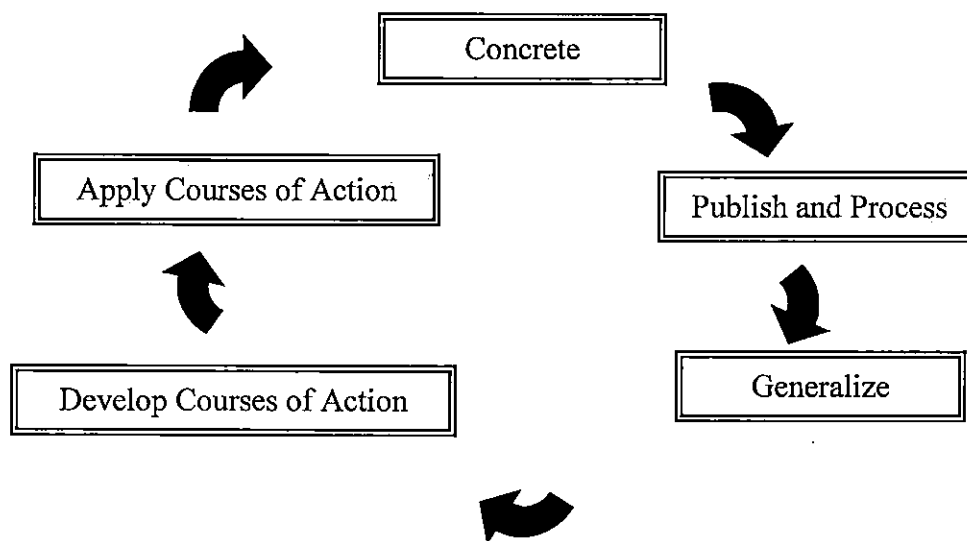 Concrete
Publish and Process
Generalize
Develop Courses of Action
Apply Courses of Action